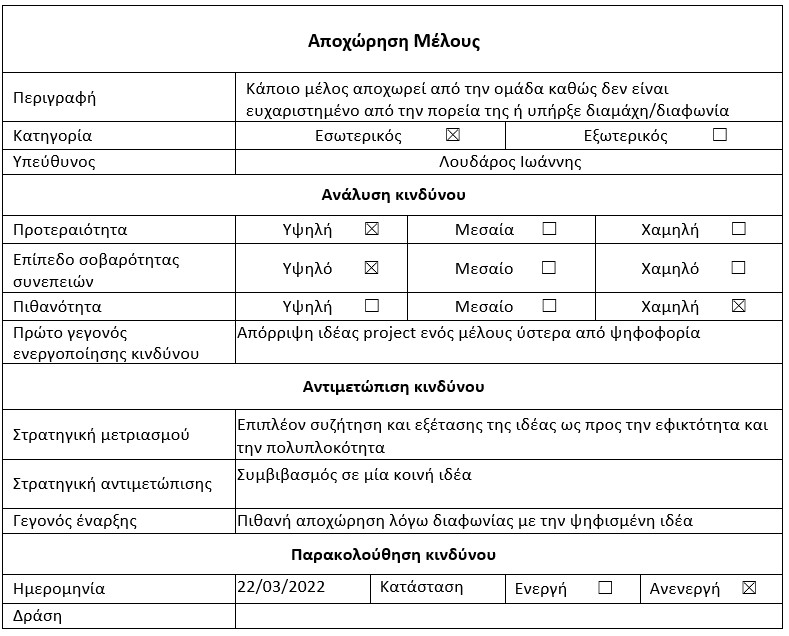 Αποχώρηση Μέλους
Περιγραφή
Κάποιο μέλος αποχωρεί από την ομάδα καθώς δεν είναι
ευχαριστημένο από την πορεία της ή υπήρξε διαμάχη/διαφωνία
Κατηγορία Εσωτερικός ☒ Εξωτερικός ☐
Υπεύθυνος Λουδάρος Ιωάννης
Ανάλυση κινδύνου
Προτεραιότητα Υψηλή ☒ Μεσαία ☐ Χαμηλή ☐
Επίπεδο σοβαρότητας
συνεπειών
Υψηλό ☒ Μεσαίο ☐ Χαμηλό ☐
Πιθανότητα Υψηλή ☐ Μεσαίο ☐ Χαμηλή ☒
Πρώτο γεγονός
ενεργοποίησης κινδύνου
Απόρριψη ιδέας project ενός μέλους ύστερα από ψηφοφορία
Αντιμετώπιση κινδύνου
Στρατηγική μετριασμού
Επιπλέον συζήτηση και εξέτασης της ιδέας ως προς την εφικτότητα και
την πολυπλοκότητα
Στρατηγική αντιμετώπισης
Συμβιβασμός σε μία κοινή ιδέα
Γεγονός έναρξης Πιθανή αποχώρηση λόγω διαφωνίας με την ψηφισμένη ιδέα
Παρακολούθηση κινδύνου
Ημερομηνία 22/03/2022 Κατάσταση Ενεργή ☐ Ανενεργή ☒
Δράση